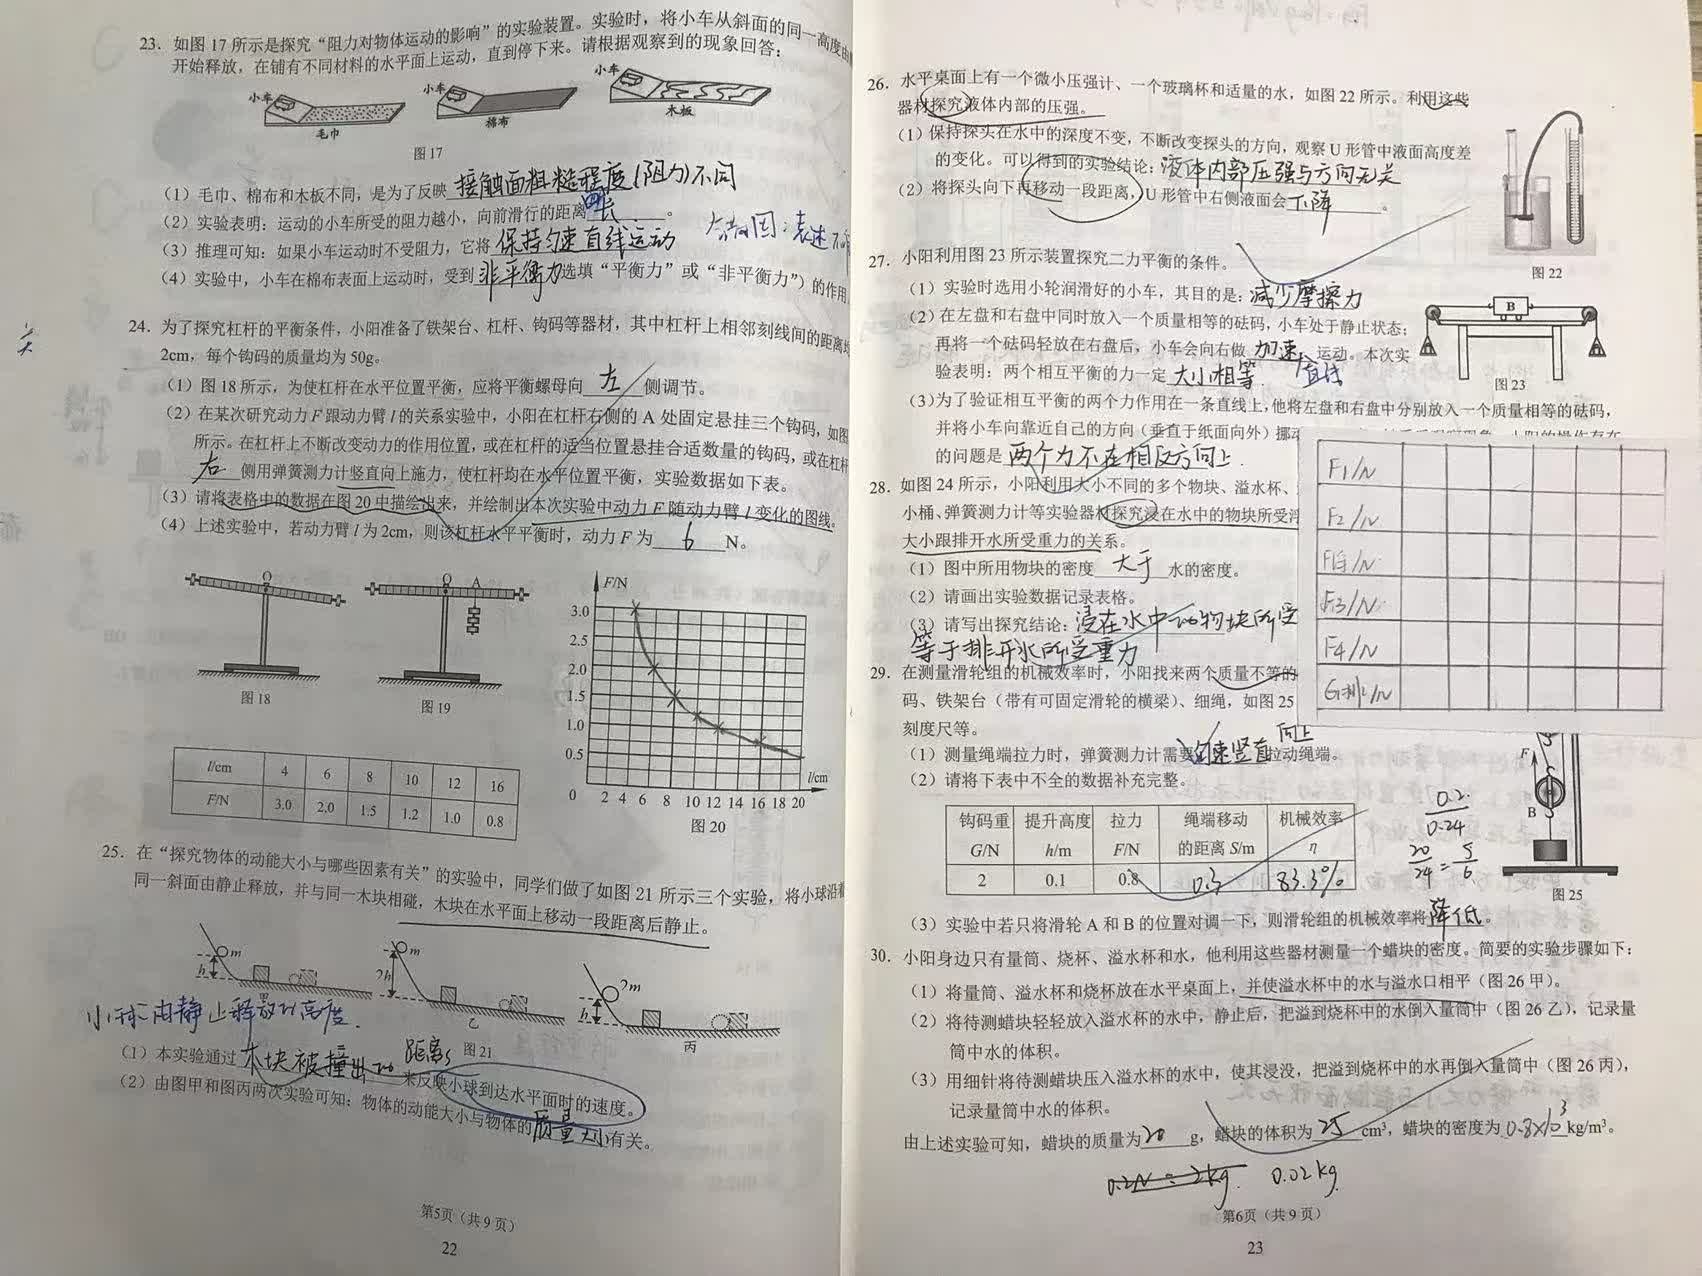 23. 如图 17 所示是探究“阻力对物体运动的影响”的实验装置。实验时，将小车从斜面的同一高度由
开始释放，在铺有不同材料的水平面上运动，直到停下来。请根据观察到的现象回答：
小车 小车 小车
毛巾 棉布 木板
图 17
（1）毛巾、棉布和木板不同，是为了反映 接触面粗糙程度(阻力)不同
（2）实验表明：运动的小车所受的阻力越小，向前滑行的距离 长 。
（3）推理可知：如果小车运动时不受阻力，它将 保持匀速直线运动
（4）实验中，小车在棉布表面上运动时，受到 非平衡力 选填“平衡力”或“非平衡力”）的作用
24. 为了探究杠杆的平衡条件，小阳准备了铁架台、杠杆、钩码等器材，其中杠杆上相邻刻线间的距离
2cm，每个钩码的质量均为 50g。
（1）图 18 所示，为使杠杆在水平位置平衡，应将平衡螺母向 左 侧调节。
（2）在某次研究动力 F 跟动力臂 l 的关系实验中，小阳在杠杆右侧的 A 处固定悬挂三个钩码，如图
所示。在杠杆上不断改变动力的作用位置，或在杠杆的适当位置悬挂合适数量的钩码，或在杠杆
右 侧用弹簧测力计竖直向上施力，使杠杆均在水平位置平衡，实验数据如下表。
（3）请将表格中的数据在图 20 中描绘出来，并绘制出本次实验中动力 F 随动力臂 l 变化的图线。
（4）上述实验中，若动力臂 l 为 2cm，则该杠杆水平平衡时，动力 F 为 6 N。
O O A
图 18 图 19
F/N
3.0
2.5
2.0
1.5
1.0
0.5
0 2 4 6 8 10 12 14 16 18 20 l/cm
图 20
l/cm 4 6 8 10 12 16
F/N 3.0 2.0 1.5 1.2 1.0 0.8
25. 在“探究物体的动能大小与哪些因素有关”的实验中，同学们做了如图 21 所示三个实验，将小球沿着
同一斜面由静止释放，并与同一木块相碰，木块在水平面上移动一段距离后静止。
m h
m 2h 乙
2m h 丙
小球由静止释放的高度.
图 21
（1）本实验通过 木块被撞出的 距离s 来反映小球到达水平面时的速度。
（2）由图甲和图丙两次实验可知：物体的动能大小与物体的 质量大小 有关。
第5页（共 9 页）
22
26. 水平桌面上有一个微小压强计、一个玻璃杯和适量的水，如图 22 所示。利用这些
器材探究液体内部的压强。
（1）保持探头在水中的深度不变，不断改变探头的方向，观察 U 形管中液面高度差
的变化。可以得到的实验结论：液体内部压强与方向无关
（2）将探头向下再移动一段距离，U 形管中右侧液面会 下降 。
图 22
27. 小阳利用图 23 所示装置探究二力平衡的条件。
（1）实验时选用小轮润滑好的小车，其目的是：减少摩擦力
（2）在左盘和右盘中同时放入一个质量相等的砝码，小车处于静止状态；
再将一个砝码轻放在右盘后，小车会向右做 加速 直线 运动。本次实
验表明：两个相互平衡的力一定 大小相等 .
B
图 23
（3）为了验证相互平衡的两个力作用在一条直线上，他将左盘和右盘中分别放入一个质量相等的砝码，
并将小车向靠近自己的方向（垂直于纸面向外）挪
的问题是 两个力不在相反方向上 .
28. 如图 24 所示，小阳利用大小不同的多个物块、溢水杯、
小桶、弹簧测力计等实验器材探究浸在水中的物块所受浮
大小跟排开水所受重力的关系。
（1）图中所用物块的密度 大于 水的密度。
（2）请画出实验数据记录表格。
（3）请写出探究结论：浸在水中的物块所受
等于排开水所受重力
F1/N
F2/N
F浮/N
F3/N
F4/N
G排/N
29. 在测量滑轮组的机械效率时，小阳找来两个质量不等的
码、铁架台（带有可固定滑轮的横梁）、细绳，如图 25
刻度尺等。
（1）测量绳端拉力时，弹簧测力计需要 匀速竖直 向上 拉动绳端。
（2）请将下表中不全的数据补充完整。
钩码重 G/N 提升高度 h/m 拉力 F/N 绳端移动的距离 S/m 机械效率 η
2 0.1 0.8 0.3 83.3%
0.2/0.24
20/24=5/6
F
B
图 25
（3）实验中若只将滑轮 A 和 B 的位置对调一下，则滑轮组的机械效率将 降低 。
30. 小阳身边只有量筒、烧杯、溢水杯和水，他利用这些器材测量一个蜡块的密度。简要的实验步骤如下：
（1）将量筒、溢水杯和烧杯放在水平桌面上，并使溢水杯中的水与溢水口相平（图 26 甲）。
（2）将待测蜡块轻轻放入溢水杯的水中，静止后，把溢到烧杯中的水倒入量筒中（图 26 乙），记录量
筒中水的体积。
（3）用细针将待测蜡块压入溢水杯的水中，使其浸没，把溢到烧杯中的水再倒入量筒中（图 26 丙），
记录量筒中水的体积。
由上述实验可知，蜡块的质量为 20 g，蜡块的体积为 25 cm³，蜡块的密度为 0.8×10³ kg/m³。
0.2N=2kg. 0.02kg
第6页（共 9 页）
23